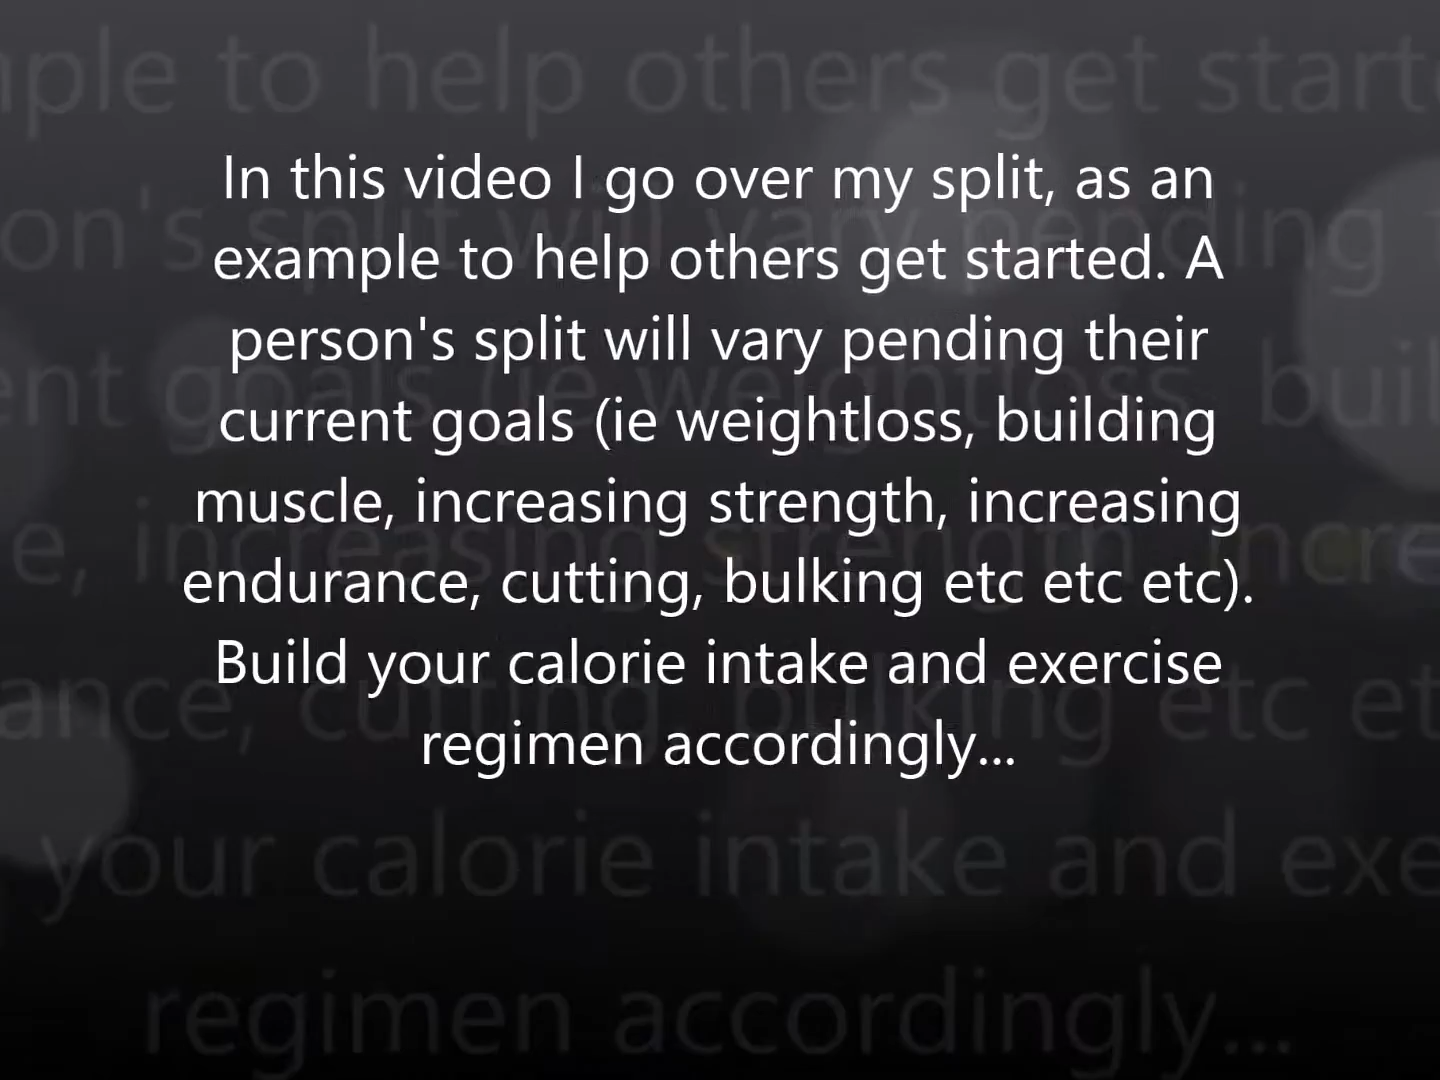 In this video I go over my split, as an
example to help others get started. A
person's split will vary pending their
current goals (ie weightloss, building
muscle, increasing strength, increasing
endurance, cutting, bulking etc etc etc).
Build your calorie intake and exercise
regimen accordingly...